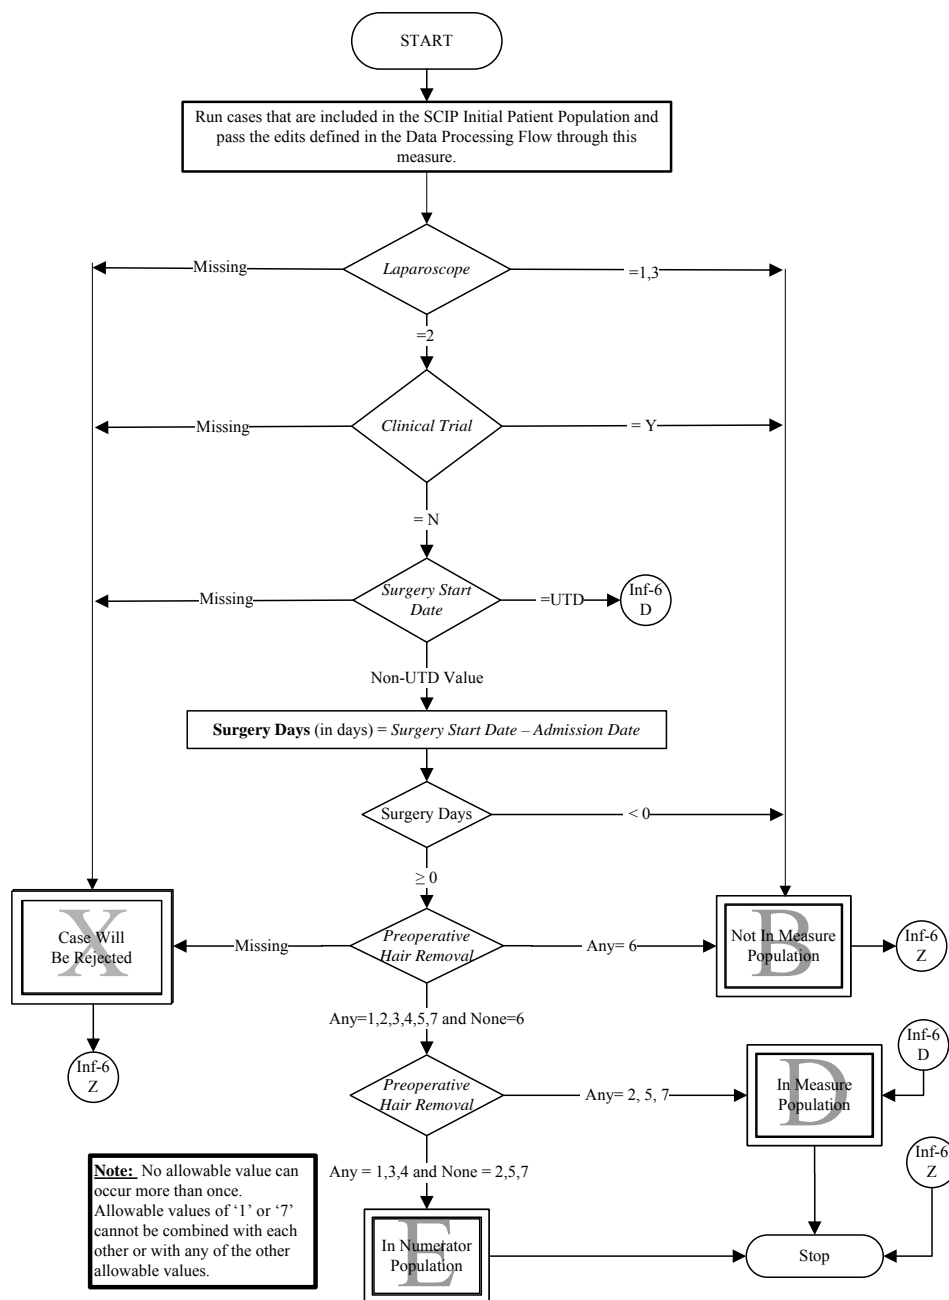 START
Run cases that are included in the SCIP Initial Patient Population and
pass the edits defined in the Data Processing Flow through this
measure.
Missing
Laparoscope
=1,3
=2
Missing
Clinical Trial
= Y
= N
Missing
Surgery Start
Date
=UTD
Inf-6
D
Non-UTD Value
Surgery Days (in days) = Surgery Start Date – Admission Date
Surgery Days
< 0
≥ 0
X
Case Will
Be Rejected
Missing
Preoperative
Hair Removal
Any= 6
B
Not In Measure
Population
Inf-6
Z
Any=1,2,3,4,5,7 and None=6
Inf-6
Z
Preoperative
Hair Removal
Any= 2, 5, 7
D
In Measure
Population
Inf-6
D
Any = 1,3,4 and None = 2,5,7
Inf-6
Z
Note: No allowable value can
occur more than once.
Allowable values of ‘1’ or ‘7’
cannot be combined with each
other or with any of the other
allowable values.
E
In Numerator
Population
Stop